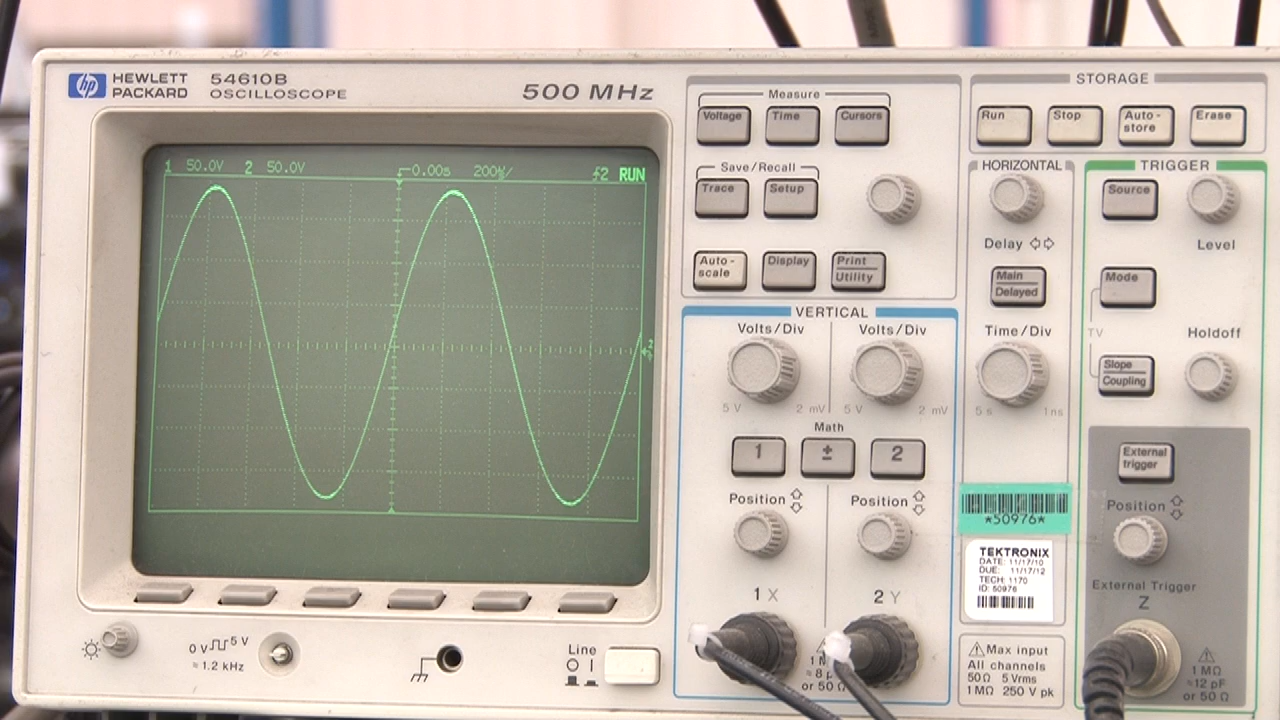 hp HEWLETT PACKARD
54610B
OSCILLOSCOPE
500 MHz
1 50.0V 2 50.0V 0.00s 200 2 RUN
Measure
Voltage Time Cursors
Save/Recall
Trace Setup
Auto-scale Display Print Utility
STORAGE
Run Stop Auto-store Erase
HORIZONTAL
Delay
Main Delayed
Time/Div
5 s 1 ns
TRIGGER
Source
Level
Mode
TV
Holdoff
Slope Coupling
External trigger
Position
External Trigger
Z
1 MΩ
≈12 pF
or 50 Ω
VERTICAL
Volts/Div Volts/Div
5 V 2 mV 5 V 2 mV
Math
1 ± 2
Position Position
1 X 2 Y
or 50 Ω
*50976*
TEKTRONIX
DATE: 11/17/10
DUE: 11/17/12
TECH: 1170
ID: 50976
Max input
All channels
50Ω 5 Vrms
1 MΩ 250 V pk
0 V 5 V
≈ 1.2 kHz
Line